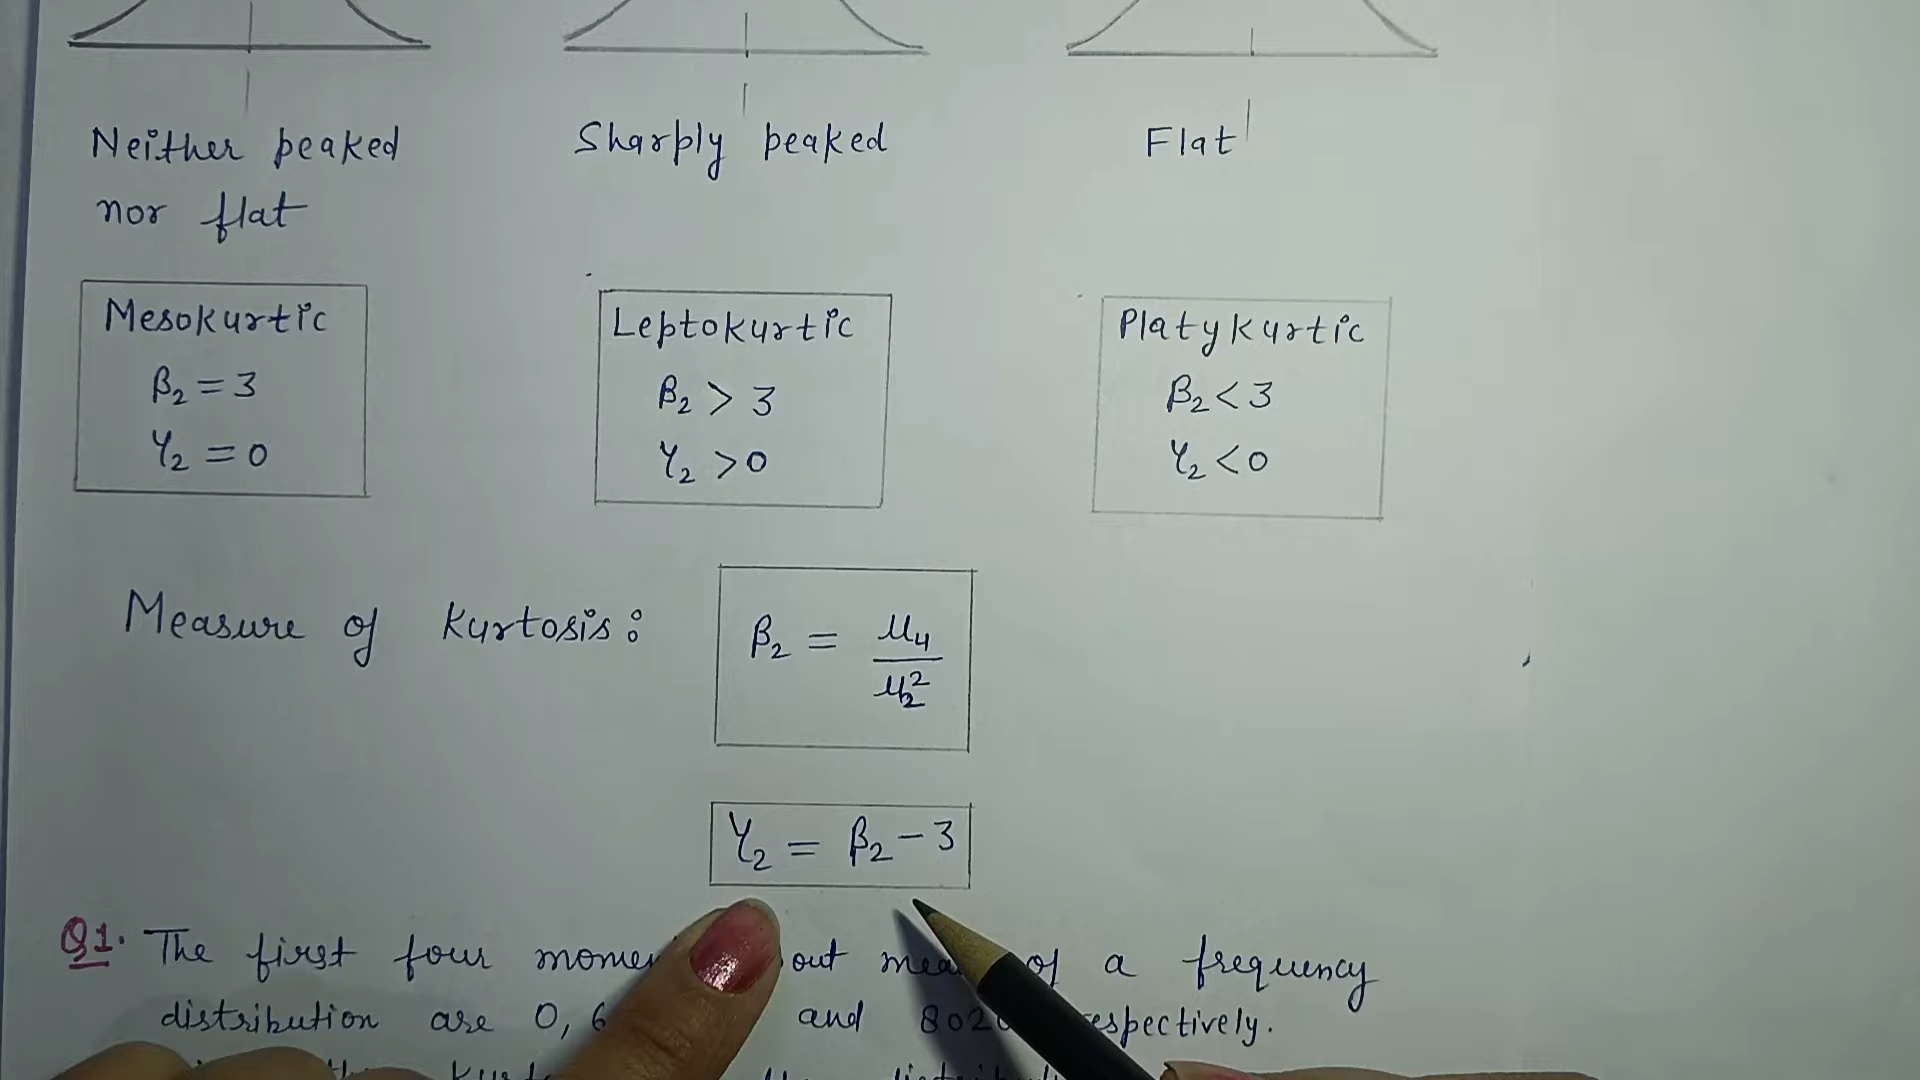 Neither peaked
nor flat
Sharply peaked
Flat
Mesokurtic
β₂ = 3
γ₂ = 0
Leptokurtic
β₂ > 3
γ₂ > 0
Platykurtic
β₂ < 3
γ₂ < 0
Measure of Kurtosis:
β₂ = μ₄ / μ₂²
γ₂ = β₂ - 3
Q1. The first four of a frequency
distribution are 0, and